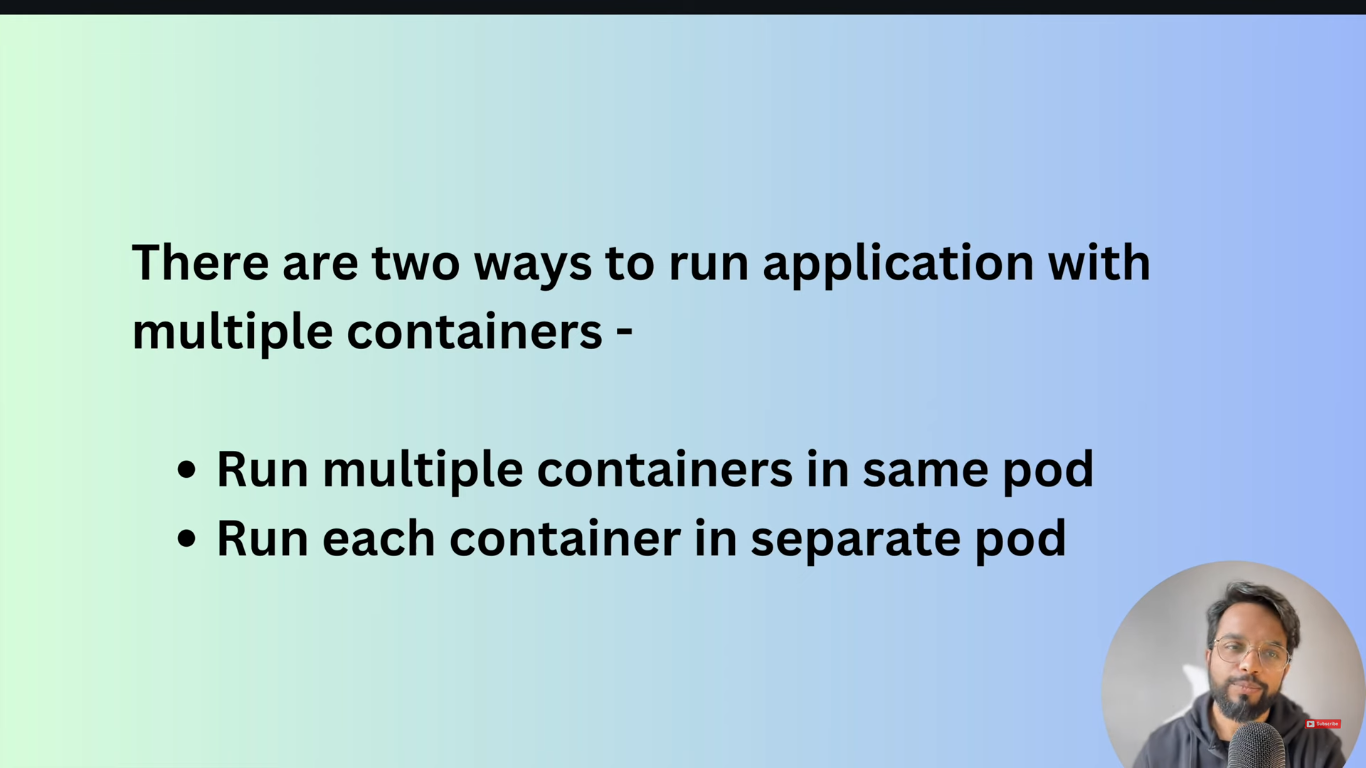 There are two ways to run application with
multiple containers -
• Run multiple containers in same pod
• Run each container in separate pod
Subscribe